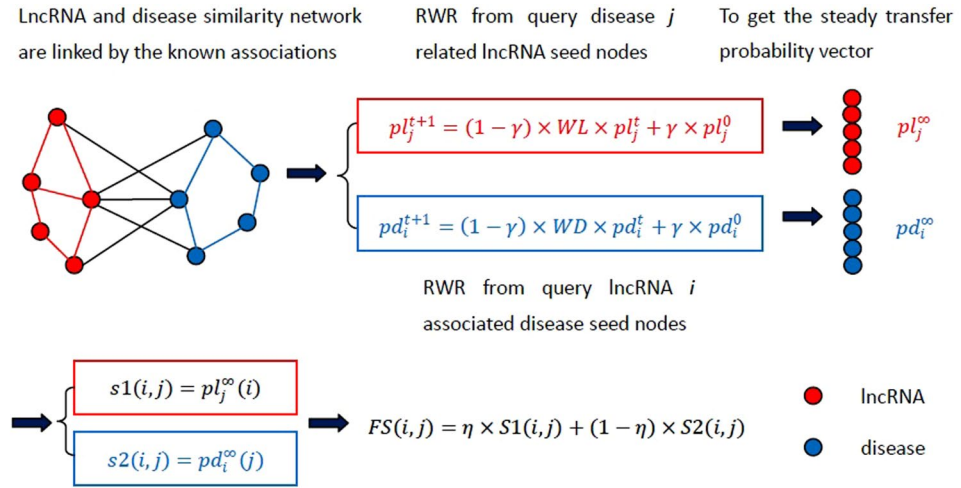 LncRNA and disease similarity network
are linked by the known associations
RWR from query disease j
related lncRNA seed nodes
To get the steady transfer
probability vector
pl_j^{t+1} = (1 − γ) × WL × pl_j^t + γ × pl_j^0
pl_j^∞
pd_i^{t+1} = (1 − γ) × WD × pd_i^t + γ × pd_i^0
pd_i^∞
RWR from query lncRNA i
associated disease seed nodes
s1(i,j) = pl_j^∞(i)
s2(i,j) = pd_i^∞(j)
FS(i,j) = η × S1(i,j) + (1 − η) × S2(i,j)
lncRNA
disease